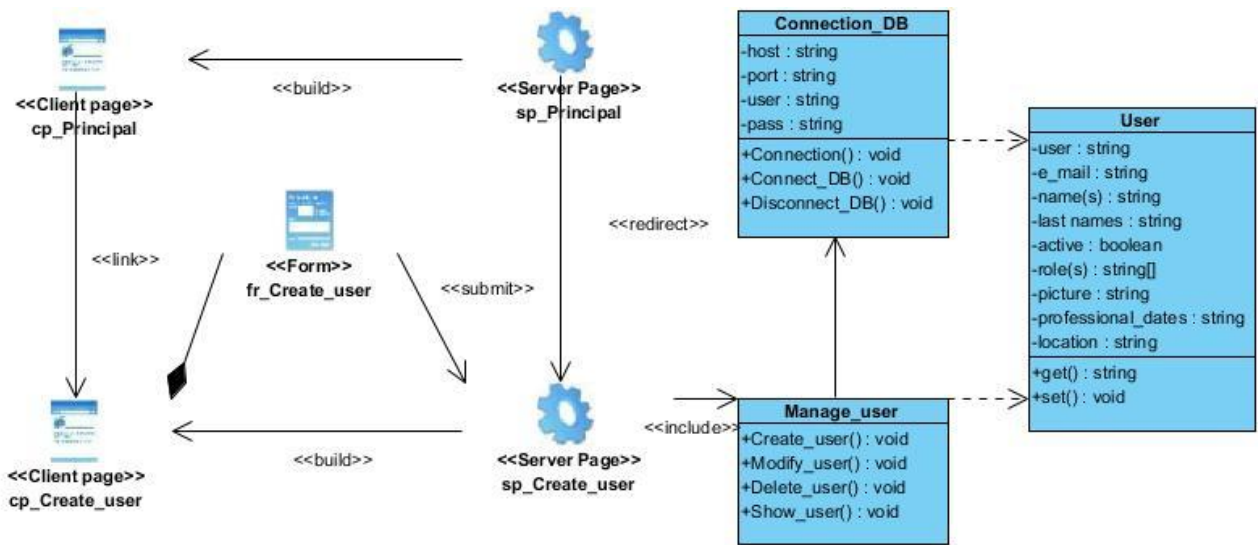 <<Client page>>
cp_Principal
<<build>>
<<Server Page>>
sp_Principal
<<link>>
<<Form>>
fr_Create_user
<<submit>>
<<redirect>>
<<Client page>>
cp_Create_user
<<build>>
<<Server Page>>
sp_Create_user
<<include>>
Connection_DB
-host : string
-port : string
-user : string
-pass : string
+Connection() : void
+Connect_DB() : void
+Disconnect_DB() : void
Manage_user
+Create_user() : void
+Modify_user() : void
+Delete_user() : void
+Show_user() : void
User
-user : string
-e_mail : string
-name(s) : string
-last names : string
-active : boolean
-role(s) : string[]
-picture : string
-professional_dates : string
-location : string
+get() : string
+set() : void